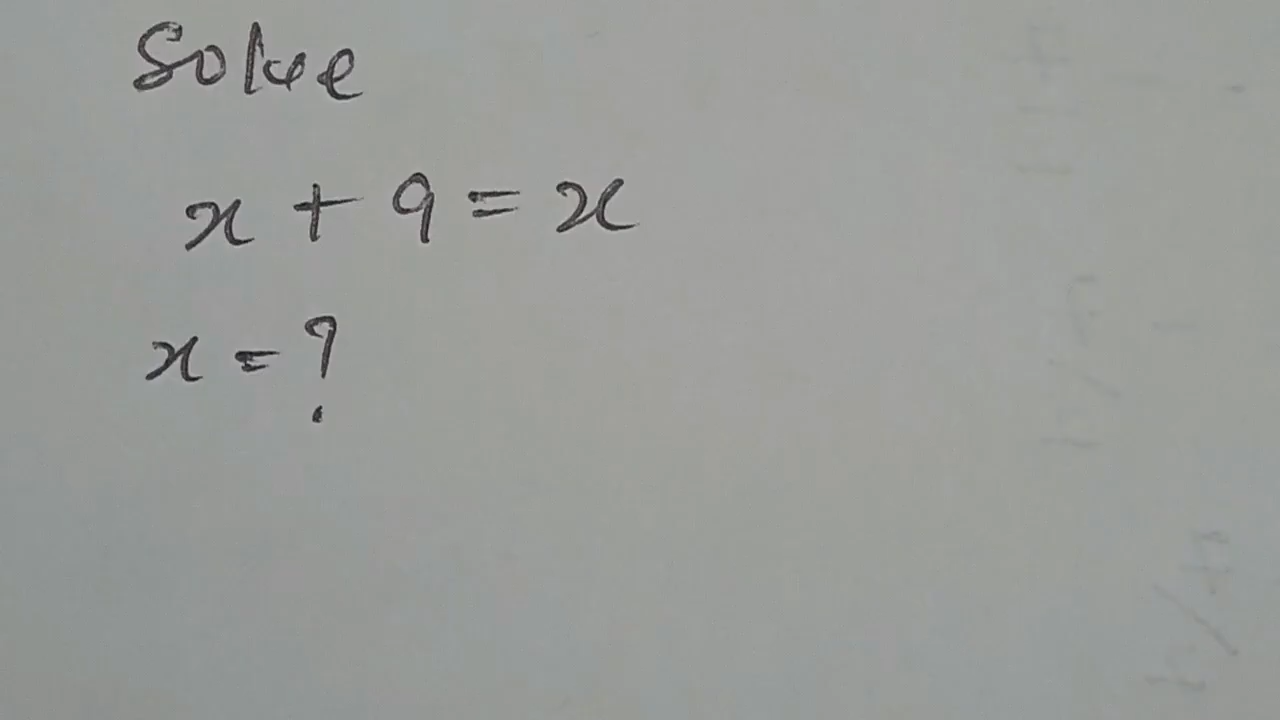 Solve
x + 9 = x
x = ?